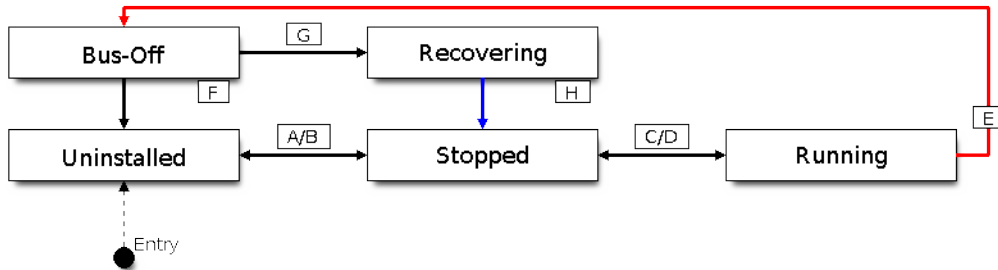 G
Bus-Off
Recovering
F
H
E
A/B
C/D
Uninstalled
Stopped
Running
Entry